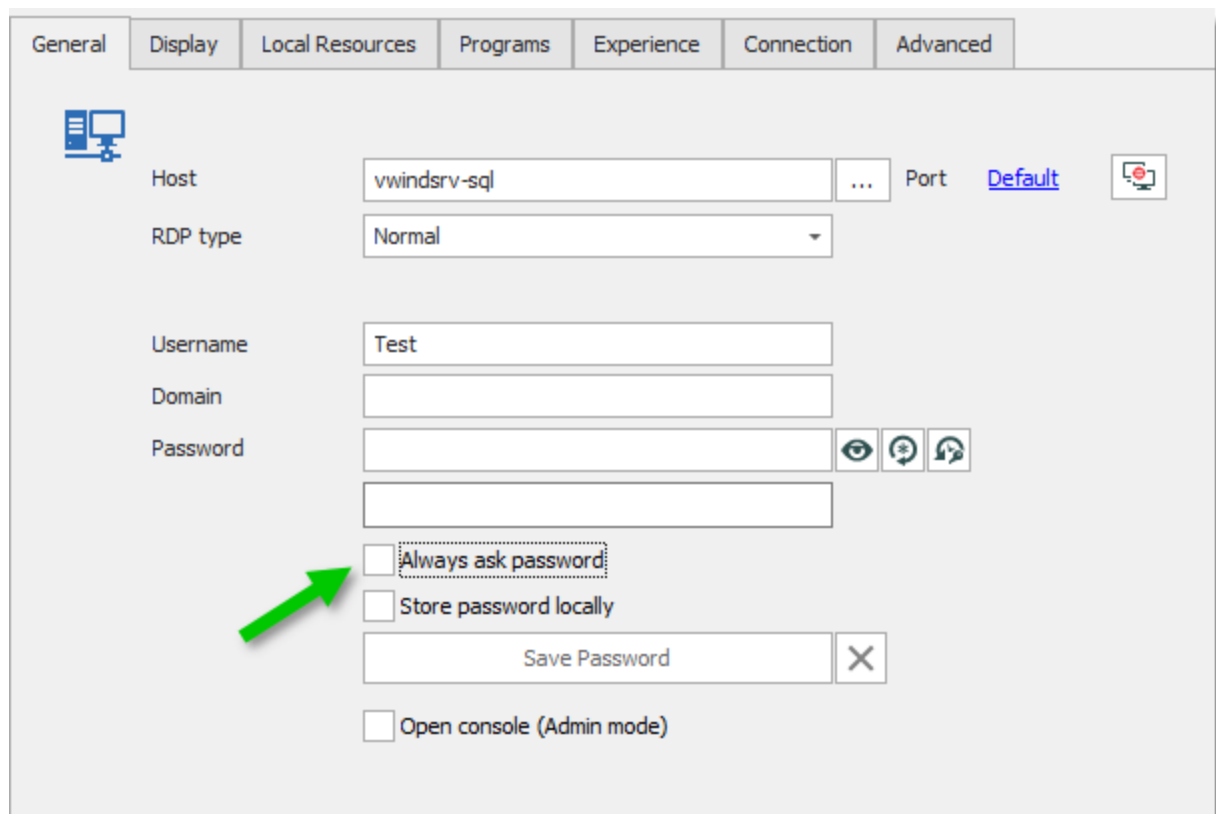 General Display Local Resources Programs Experience Connection Advanced
Host vwindsrv-sql ... Port Default
RDP type Normal
Username Test
Domain
Password
Always ask password
Store password locally
Save Password
Open console (Admin mode)